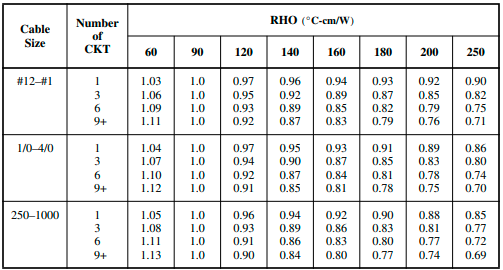 Cable Size Number of CKT RHO (°C-cm/W)
60 90 120 140 160 180 200 250
#12–#1 1 1.03 1.0 0.97 0.96 0.94 0.93 0.92 0.90
3 1.06 1.0 0.95 0.92 0.89 0.87 0.85 0.82
6 1.09 1.0 0.93 0.89 0.85 0.82 0.79 0.75
9+ 1.11 1.0 0.92 0.87 0.83 0.79 0.76 0.71
1/0–4/0 1 1.04 1.0 0.97 0.95 0.93 0.91 0.89 0.86
3 1.07 1.0 0.94 0.90 0.87 0.85 0.83 0.80
6 1.10 1.0 0.92 0.87 0.84 0.81 0.78 0.74
9+ 1.12 1.0 0.91 0.85 0.81 0.78 0.75 0.70
250–1000 1 1.05 1.0 0.96 0.94 0.92 0.90 0.88 0.85
3 1.08 1.0 0.93 0.89 0.86 0.83 0.81 0.77
6 1.11 1.0 0.91 0.86 0.83 0.80 0.77 0.72
9+ 1.13 1.0 0.90 0.84 0.80 0.77 0.74 0.69